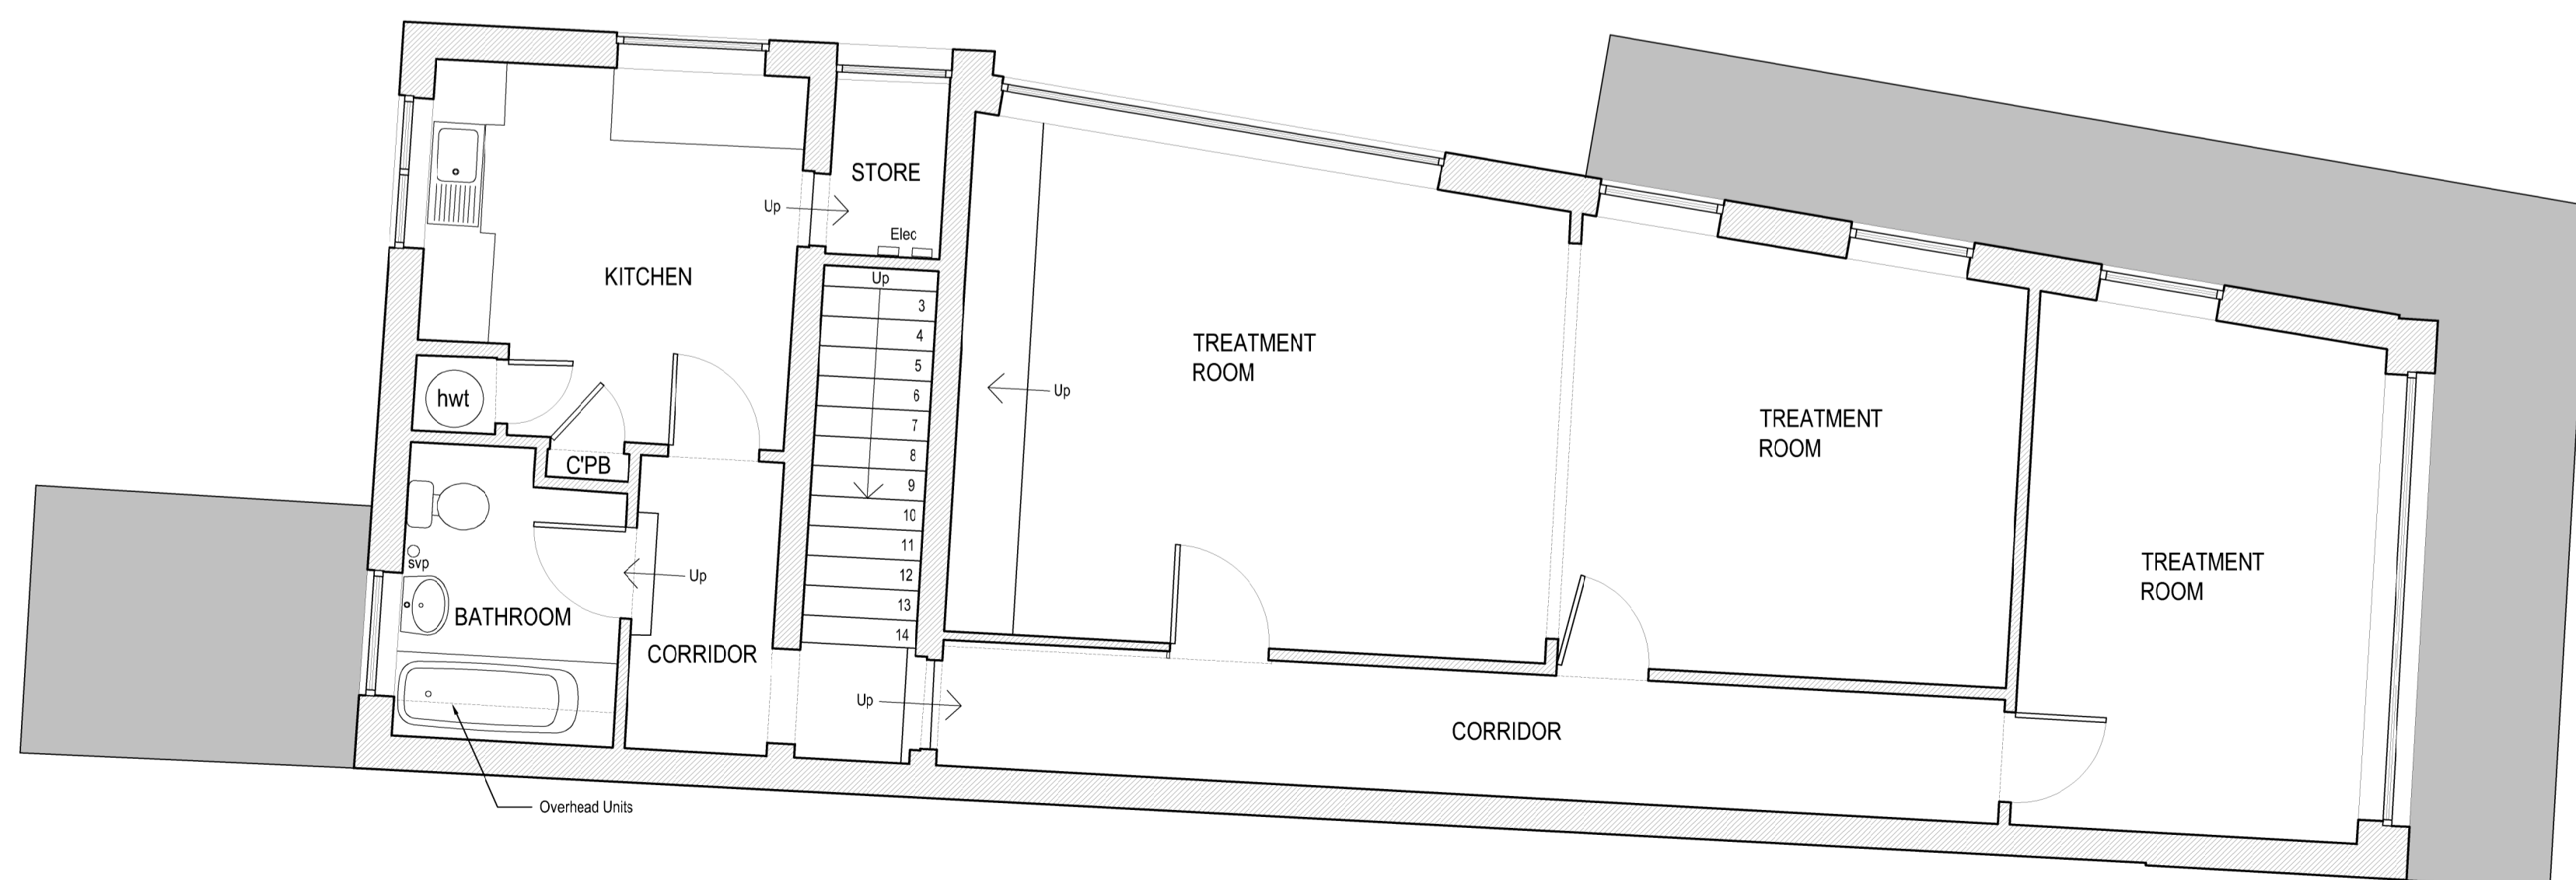 STORE
Up
Elec
KITCHEN
Up
3
4
5
6
7
8
9
10
11
12
13
14
hwt
C'PB
svp
BATHROOM
Up
CORRIDOR
Up
Overhead Units
TREATMENT
ROOM
Up
TREATMENT
ROOM
TREATMENT
ROOM
CORRIDOR